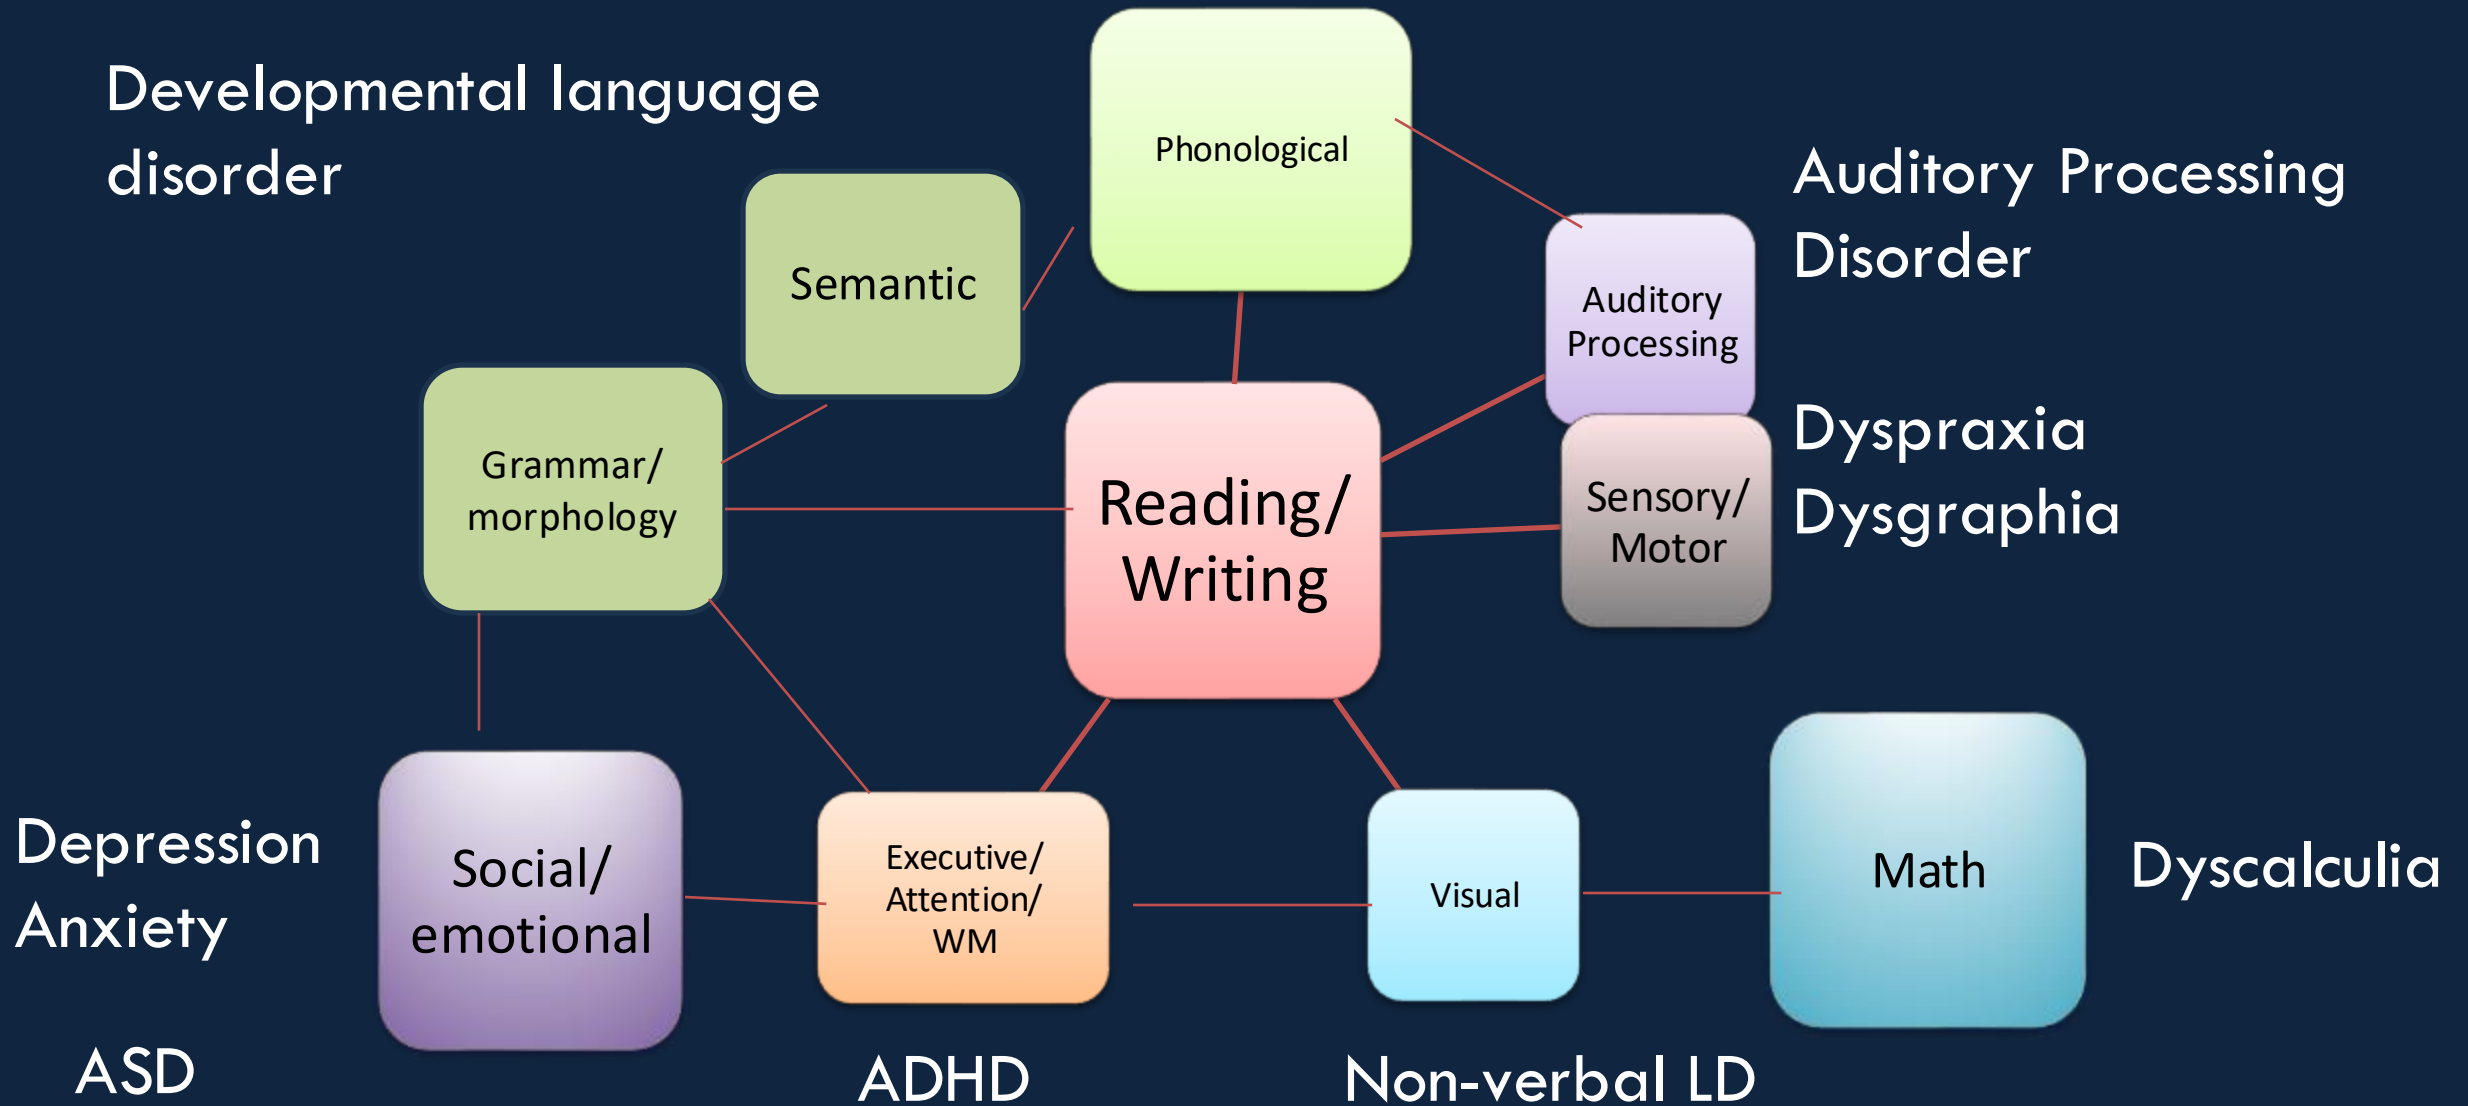 Developmental language
disorder
Phonological
Auditory Processing
Disorder
Semantic
Auditory
Processing
Grammar/
morphology
Reading/
Writing
Sensory/
Motor
Dyspraxia
Dysgraphia
Depression
Anxiety
Social/
emotional
Executive/
Attention/
WM
Visual
Math
Dyscalculia
ASD
ADHD
Non-verbal LD